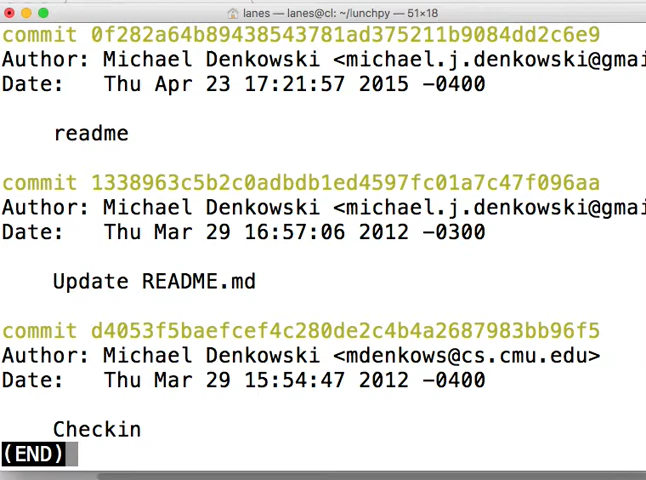 lanes — lanes@cl: ~/lunchpy — 51×18
commit 0f282a64b89438543781ad375211b9084dd2c6e9
Author: Michael Denkowski <michael.j.denkowski@gmai
Date:   Thu Apr 23 17:21:57 2015 -0400
readme
commit 1338963c5b2c0adbdb1ed4597fc01a7c47f096aa
Author: Michael Denkowski <michael.j.denkowski@gmai
Date:   Thu Mar 29 16:57:06 2012 -0300
Update README.md
commit d4053f5baefcef4c280de2c4b4a2687983bb96f5
Author: Michael Denkowski <mdenkows@cs.cmu.edu>
Date:   Thu Mar 29 15:54:47 2012 -0400
Checkin
(END)